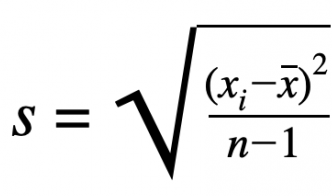 s = √((xᵢ−x̄)²/(n−1))